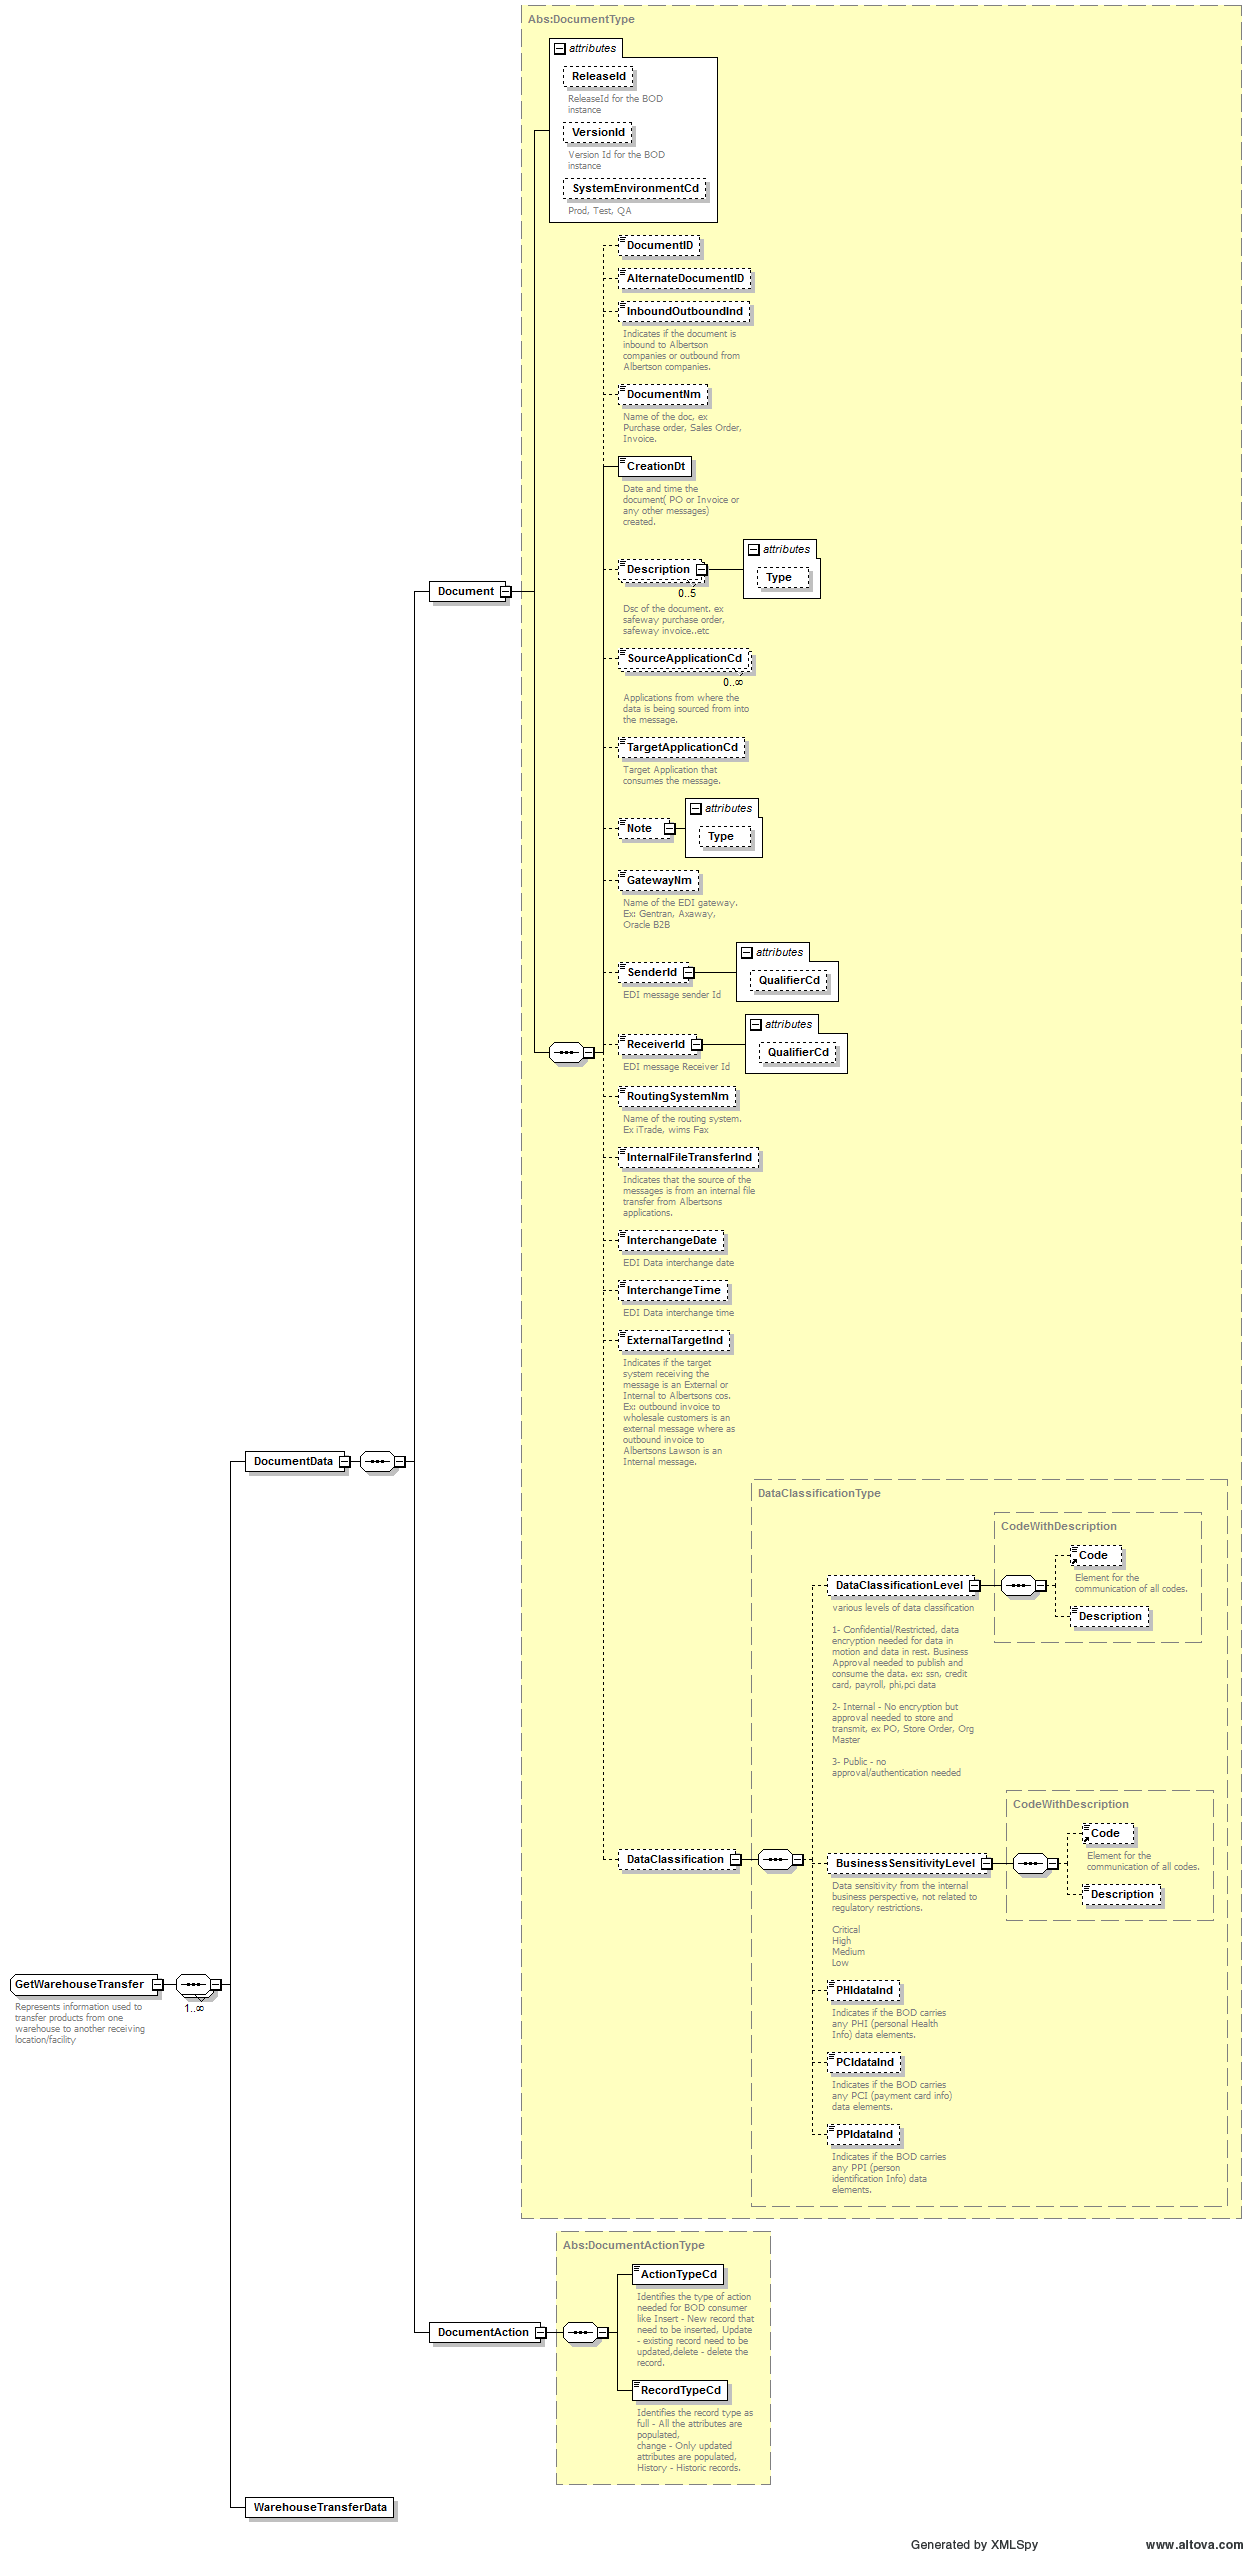 Abs:DocumentType
attributes
ReleaseId
ReleaseId for the BOD
instance
VersionId
Version Id for the BOD
instance
SystemEnvironmentCd
Prod, Test, QA
DocumentID
AlternateDocumentID
InboundOutboundInd
Indicates if the document is
inbound to Albertson
companies or outbound from
Albertson companies.
DocumentNm
Name of the doc, ex
Purchase order, Sales Order,
Invoice.
CreationDt
Date and time the
document( PO or Invoice or
any other messages)
created.
Description
0..5
attributes
Type
Dsc of the document. ex
safeway purchase order,
safeway invoice..etc
Document
SourceApplicationCd
0..∞
Applications from where the
data is being sourced from into
the message.
TargetApplicationCd
Target Application that
consumes the message.
Note
attributes
Type
GatewayNm
Name of the EDI gateway.
Ex: Gentran, Axaway,
Oracle B2B
SenderId
EDI message sender Id
attributes
QualifierCd
ReceiverId
EDI message Receiver Id
attributes
QualifierCd
RoutingSystemNm
Name of the routing system.
Ex iTrade, wims Fax
InternalFileTransferInd
Indicates that the source of the
messages is from an internal file
transfer from Albertsons
applications.
InterchangeDate
EDI Data interchange date
InterchangeTime
EDI Data interchange time
ExternalTargetInd
Indicates if the target
system receiving the
message is an External or
Internal to Albertsons cos.
Ex: outbound invoice to
wholesale customers is an
external message where as
outbound invoice to
Albertsons Lawson is an
Internal message.
DocumentData
DataClassificationType
CodeWithDescription
Code
Element for the
communication of all codes.
Description
DataClassificationLevel
various levels of data classification
1- Confidential/Restricted, data
encryption needed for data in
motion and data in rest. Business
Approval needed to publish and
consume the data. ex: ssn, credit
card, payroll, phi,pci data
2- Internal - No encryption but
approval needed to store and
transmit, ex PO, Store Order, Org
Master
3- Public - no
approval/authentication needed
CodeWithDescription
Code
Element for the
communication of all codes.
Description
DataClassification
BusinessSensitivityLevel
Data sensitivity from the internal
business perspective, not related to
regulatory restrictions.
Critical
High
Medium
Low
GetWarehouseTransfer
1..∞
Represents information used to
transfer products from one
warehouse to another receiving
location/facility
PHIdataInd
Indicates if the BOD carries
any PHI (personal Health
Info) data elements.
PCIdataInd
Indicates if the BOD carries
any PCI (payment card info)
data elements.
PPIdataInd
Indicates if the BOD carries
any PPI (person
identification Info) data
elements.
Abs:DocumentActionType
ActionTypeCd
Identifies the type of action
needed for BOD consumer
like Insert - New record that
need to be inserted, Update
- existing record need to be
updated,delete - delete the
record.
DocumentAction
RecordTypeCd
Identifies the record type as
full - All the attributes are
populated,
change - Only updated
attributes are populated,
History - Historic records.
WarehouseTransferData
Generated by XMLSpy
www.altova.com